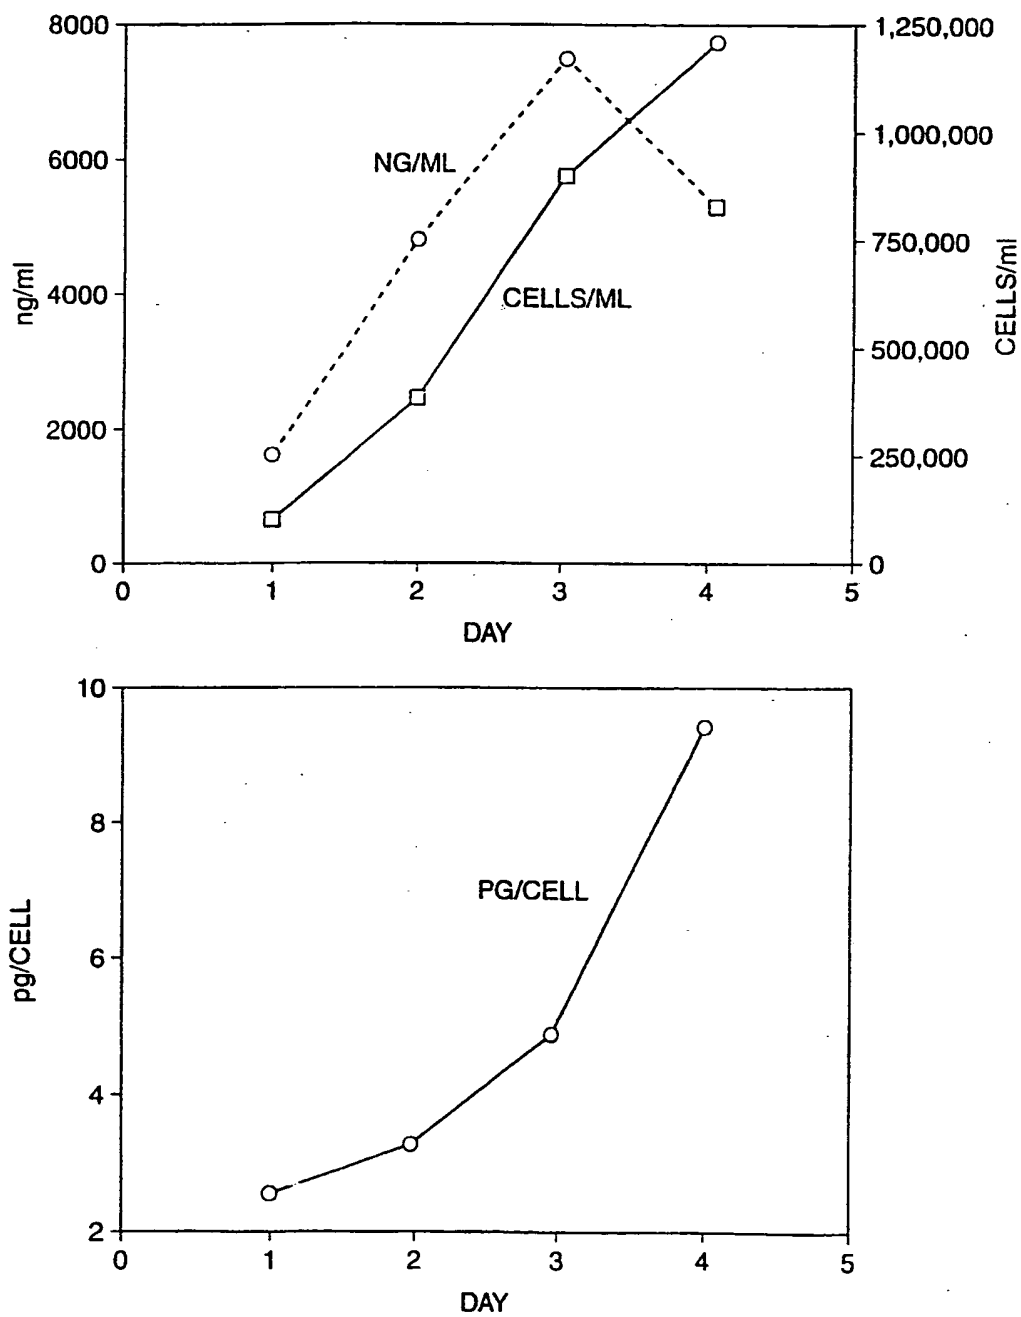 8000
1,250,000
6000
1,000,000
NG/ML
ng/ml
750,000
CELLS/ml
4000
CELLS/ML
500,000
2000
250,000
0
0
0 1 2 3 4 5
DAY
10
8
PG/CELL
pg/CELL
6
4
2
0 1 2 3 4 5
DAY